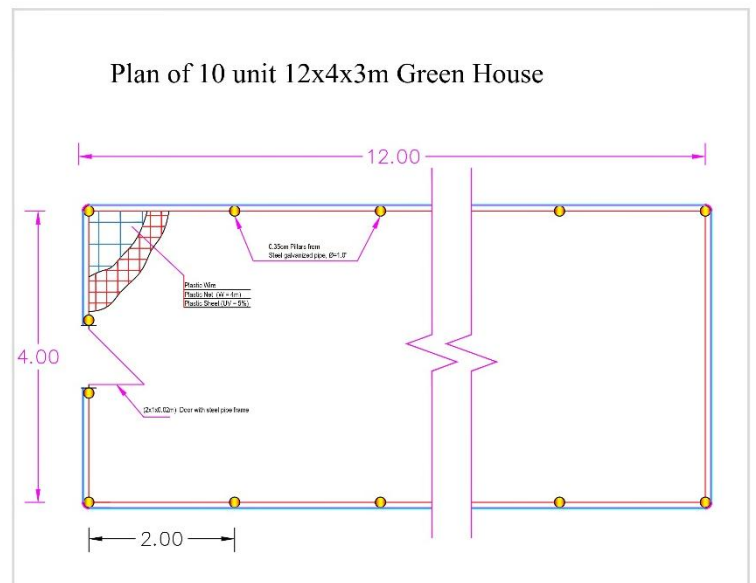 Plan of 10 unit 12x4x3m Green House
12.00
0.35cm Pillars from
Steel galvanized pipe, Ø=1.0"
Plastic Wire
Plastic Net (W = 4m)
Plastic Sheet (UV = 5%)
4.00
(2x1x0.02m) Door with steel pipe frame
2.00